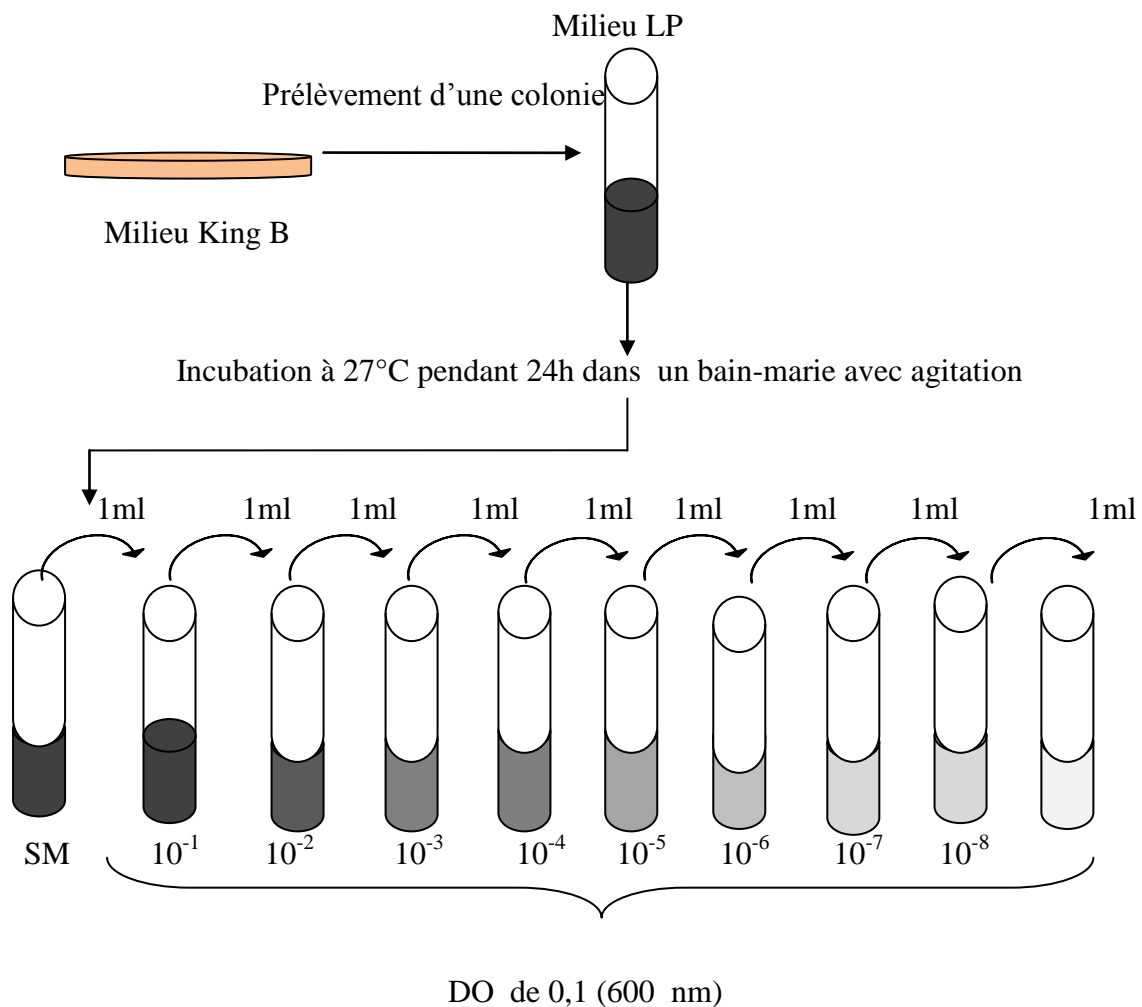 Milieu LP
Prélèvement d’une colonie
Milieu King B
Incubation à 27°C pendant 24h dans un bain-marie avec agitation
1ml 1ml 1ml 1ml 1ml 1ml 1ml 1ml 1ml
SM 10⁻¹ 10⁻² 10⁻³ 10⁻⁴ 10⁻⁵ 10⁻⁶ 10⁻⁷ 10⁻⁸
DO de 0,1 (600 nm)